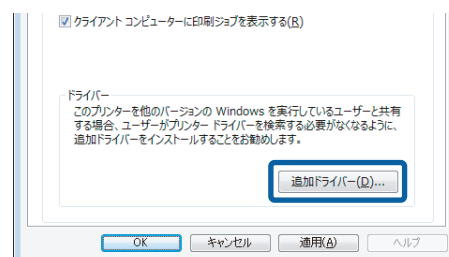 クライアント コンピューターに印刷ジョブを表示する(R)
ドライバー
このプリンターを他のバージョンの Windows を実行しているユーザーと共有
する場合、ユーザーがプリンター ドライバーを検索する必要がなくなるように、
追加ドライバーをインストールすることをお勧めします。
追加ドライバー(D)...
OK キャンセル 適用(A) ヘルプ